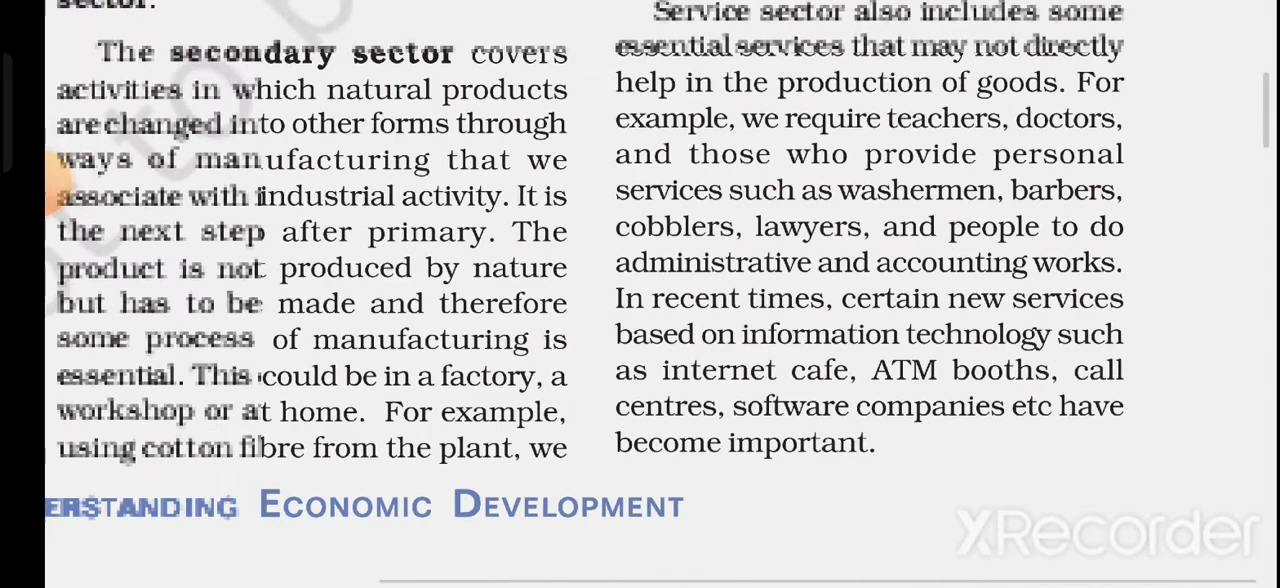 sector.
The secondary sector covers
activities in which natural products
are changed into other forms through
ways of manufacturing that we
associate with industrial activity. It is
the next step after primary. The
product is not produced by nature
but has to be made and therefore
some process of manufacturing is
essential. This could be in a factory, a
workshop or at home. For example,
using cotton fibre from the plant, we
Service sector also includes some
essential services that may not directly
help in the production of goods. For
example, we require teachers, doctors,
and those who provide personal
services such as washermen, barbers,
cobblers, lawyers, and people to do
administrative and accounting works.
In recent times, certain new services
based on information technology such
as internet cafe, ATM booths, call
centres, software companies etc have
become important.
ERSTANDING ECONOMIC DEVELOPMENT
XRecorder